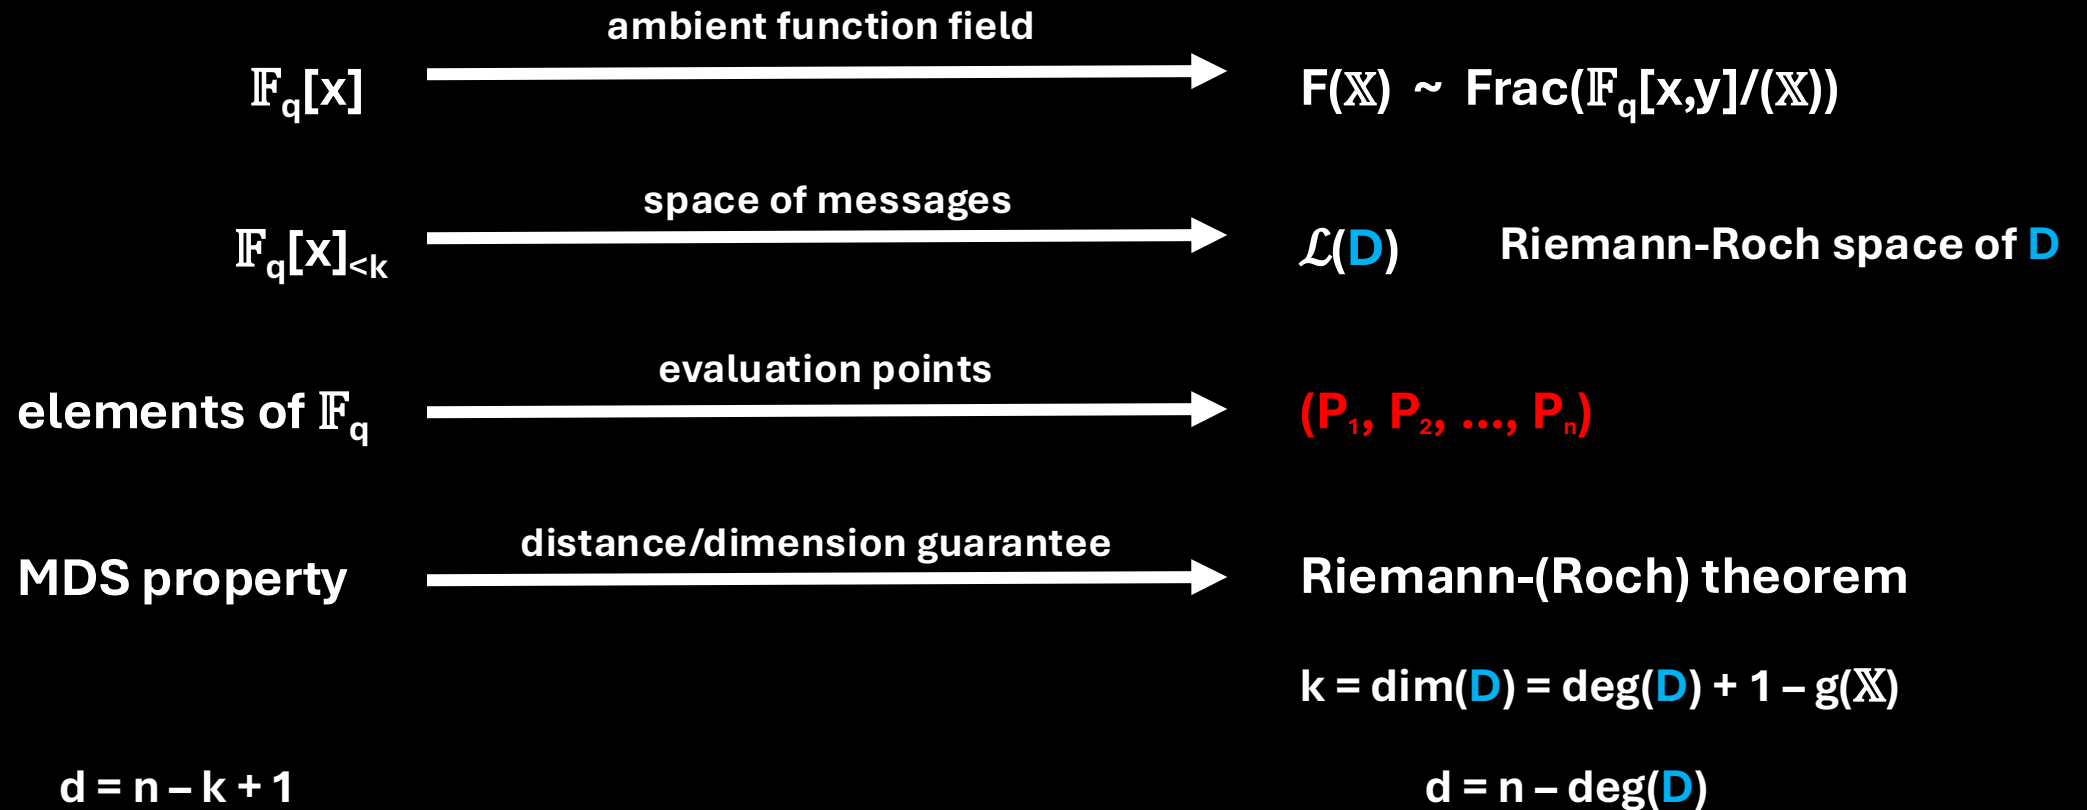 ambient function field
𝔽q[x] F(𝕏) ~ Frac(𝔽q[x,y]/(𝕏))
space of messages
𝔽q[x]<k ℒ(D) Riemann-Roch space of D
evaluation points
elements of 𝔽q (P1, P2, ..., Pn)
distance/dimension guarantee
MDS property Riemann-(Roch) theorem
k = dim(D) = deg(D) + 1 – g(𝕏)
d = n – k + 1 d = n – deg(D)